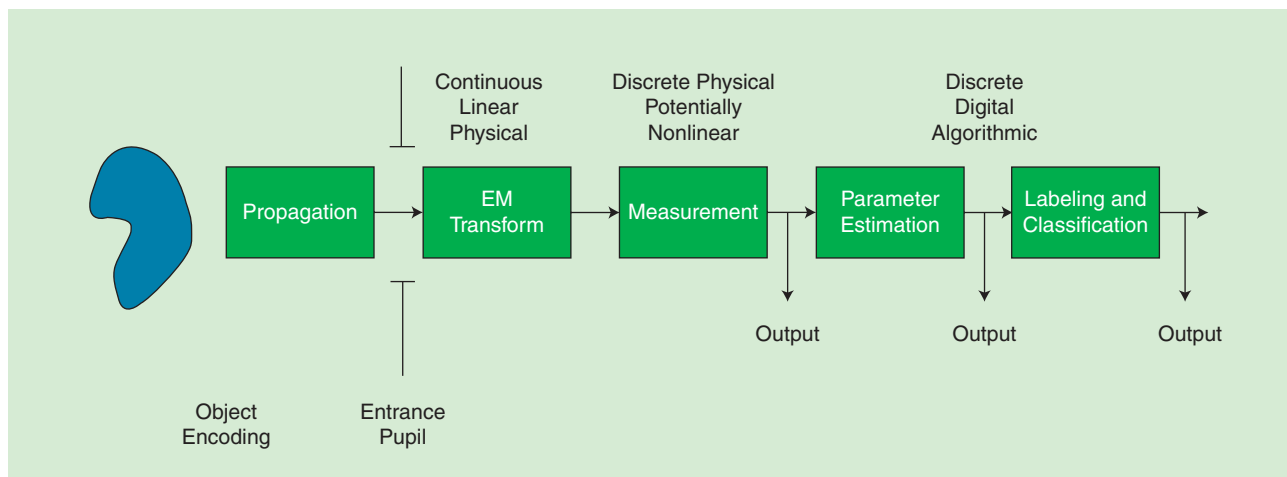 Continuous
Linear
Physical
Discrete Physical
Potentially
Nonlinear
Discrete
Digital
Algorithmic
Propagation
EM
Transform
Measurement
Parameter
Estimation
Labeling and
Classification
Output
Output
Output
Object
Encoding
Entrance
Pupil